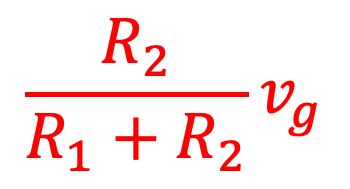 R₂
R₁ + R₂ v_g